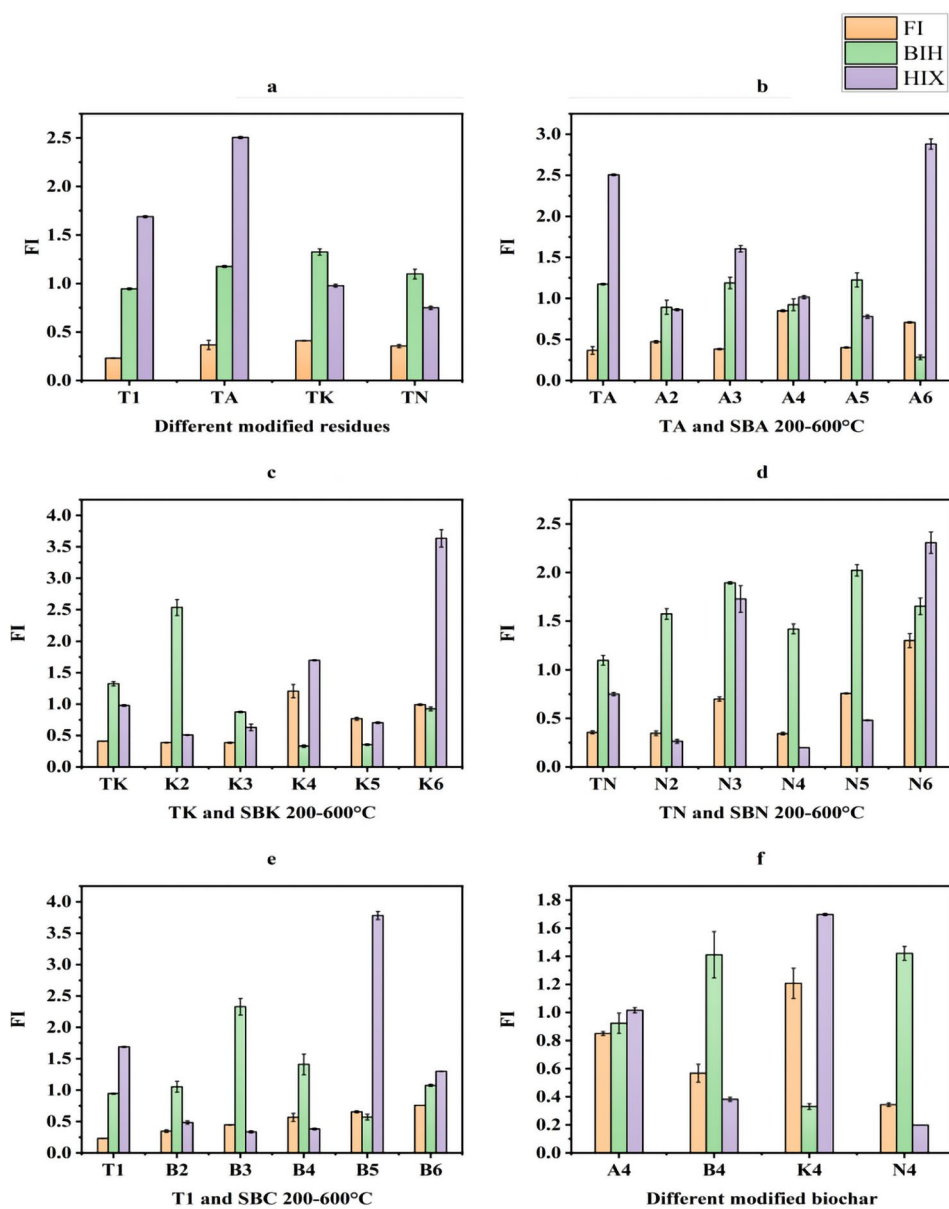 FI
BIH
HIX
a
2.5
2.0
1.5
1.0
0.5
0.0
FI
T1 TA TK TN
Different modified residues
b
3.0
2.5
2.0
1.5
1.0
0.5
0.0
FI
TA A2 A3 A4 A5 A6
TA and SBA 200-600°C
c
4.0
3.5
3.0
2.5
2.0
1.5
1.0
0.5
0.0
FI
TK K2 K3 K4 K5 K6
TK and SBK 200-600°C
d
2.5
2.0
1.5
1.0
0.5
0.0
FI
TN N2 N3 N4 N5 N6
TN and SBN 200-600°C
e
4.0
3.5
3.0
2.5
2.0
1.5
1.0
0.5
0.0
FI
T1 B2 B3 B4 B5 B6
T1 and SBC 200-600°C
f
1.8
1.6
1.4
1.2
1.0
0.8
0.6
0.4
0.2
0.0
FI
A4 B4 K4 N4
Different modified biochar